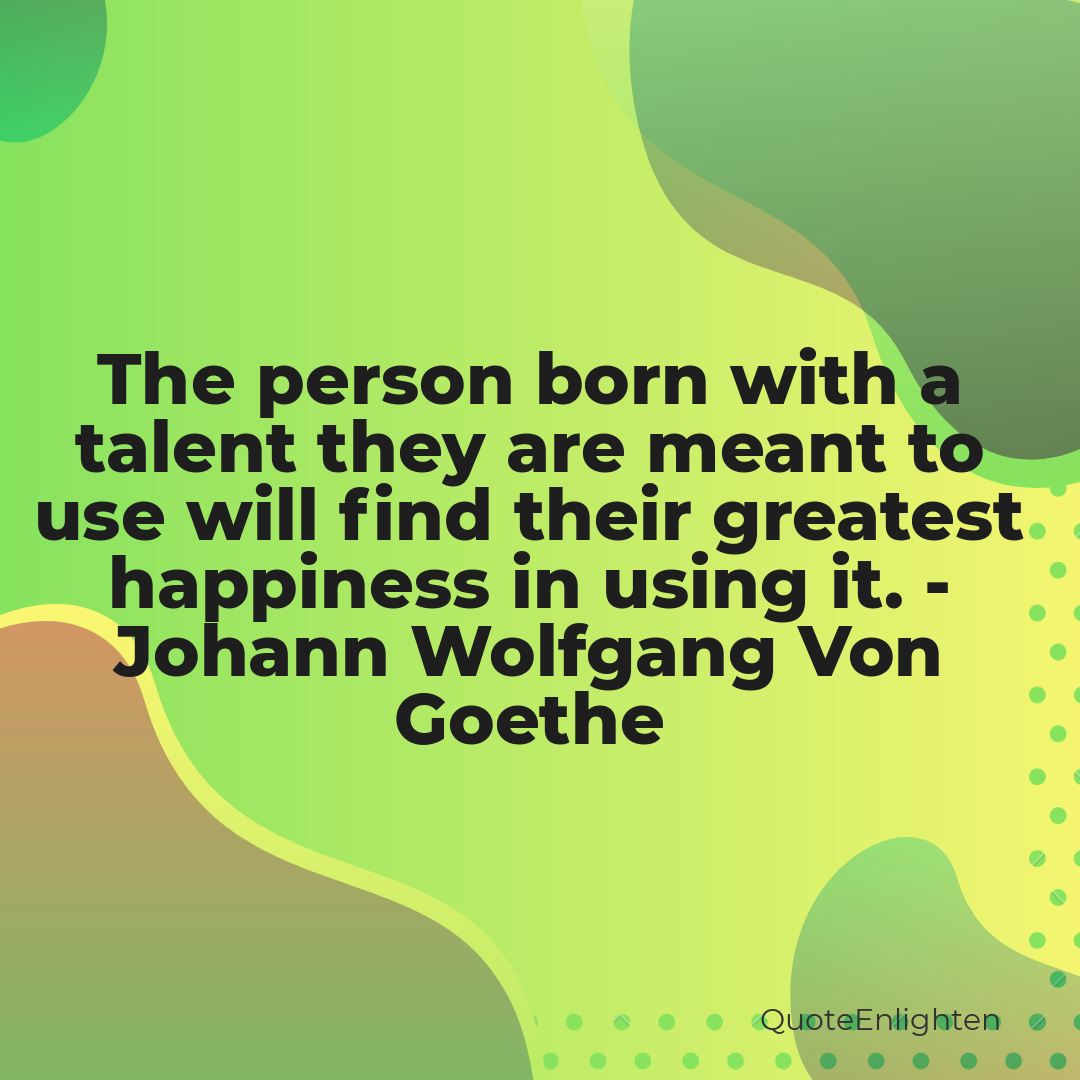 The person born with a
talent they are meant to
use will find their greatest
happiness in using it. -
Johann Wolfgang Von
Goethe
QuoteEnlighten